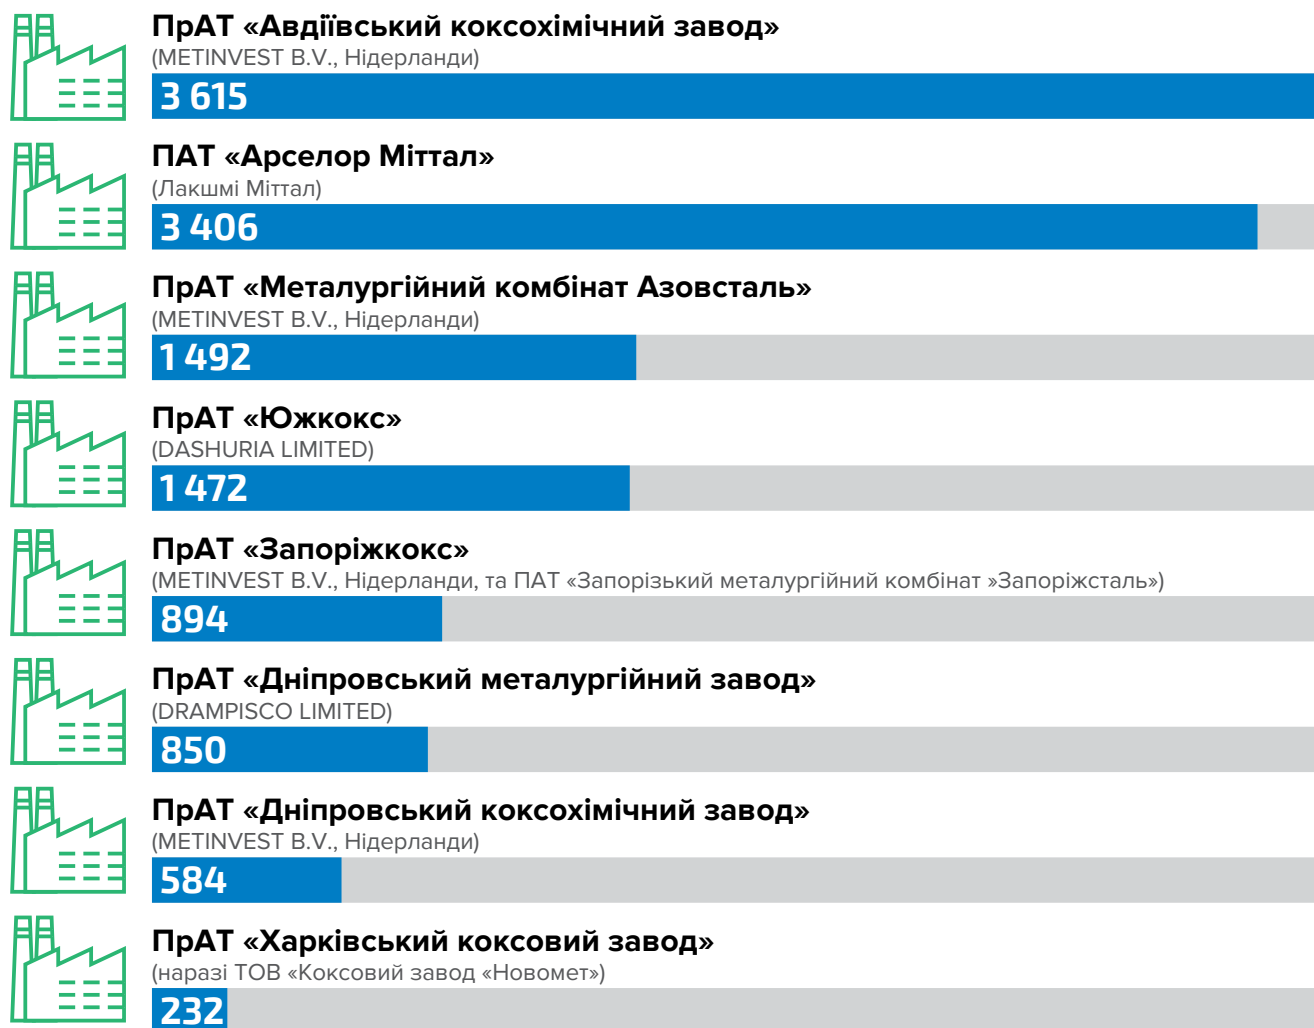 ПрАТ «Авдіївський коксохімічний завод»
(METINVEST B.V., Нідерланди)
3 615
ПАТ «Арселор Міттал»
(Лакшмі Міттал)
3 406
ПрАТ «Металургійний комбінат Азовсталь»
(METINVEST B.V., Нідерланди)
1 492
ПрАТ «Южкокс»
(DASHURIA LIMITED)
1 472
ПрАТ «Запоріжкокс»
(METINVEST B.V., Нідерланди, та ПАТ «Запорізький металургійний комбінат »Запоріжсталь»)
894
ПрАТ «Дніпровський металургійний завод»
(DRAMPISCO LIMITED)
850
ПрАТ «Дніпровський коксохімічний завод»
(METINVEST B.V., Нідерланди)
584
ПрАТ «Харківський коксовий завод»
(наразі ТОВ «Коксовий завод «Новомет»)
232